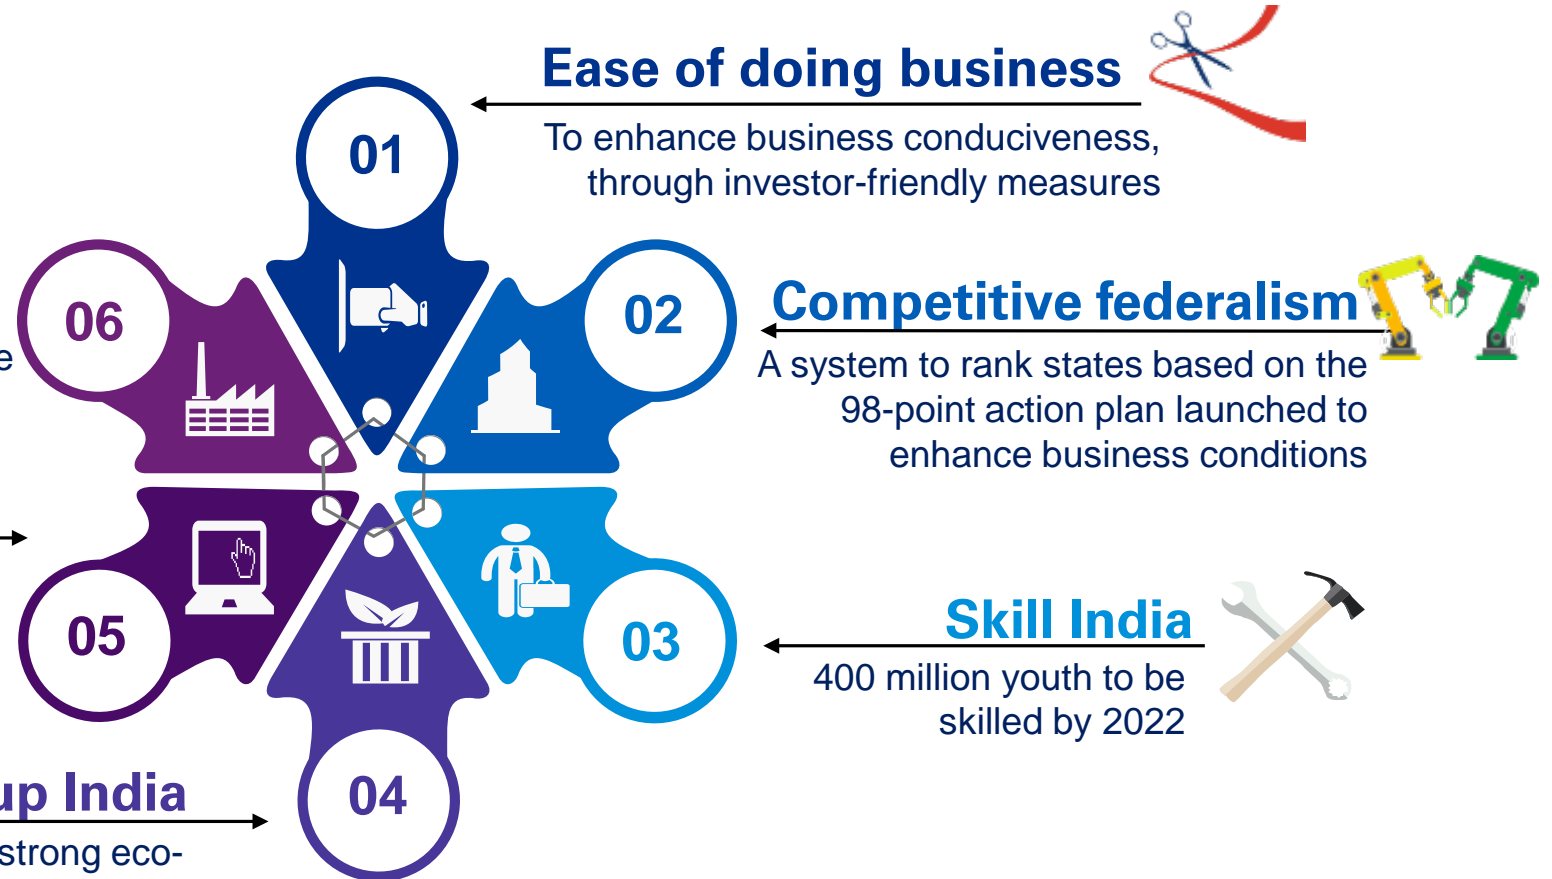 Ease of doing business
To enhance business conduciveness,
through investor-friendly measures
01
02
03
04
05
06
Competitive federalism
A system to rank states based on the
98-point action plan launched to
enhance business conditions
Skill India
400 million youth to be
skilled by 2022
up India
strong eco-
e